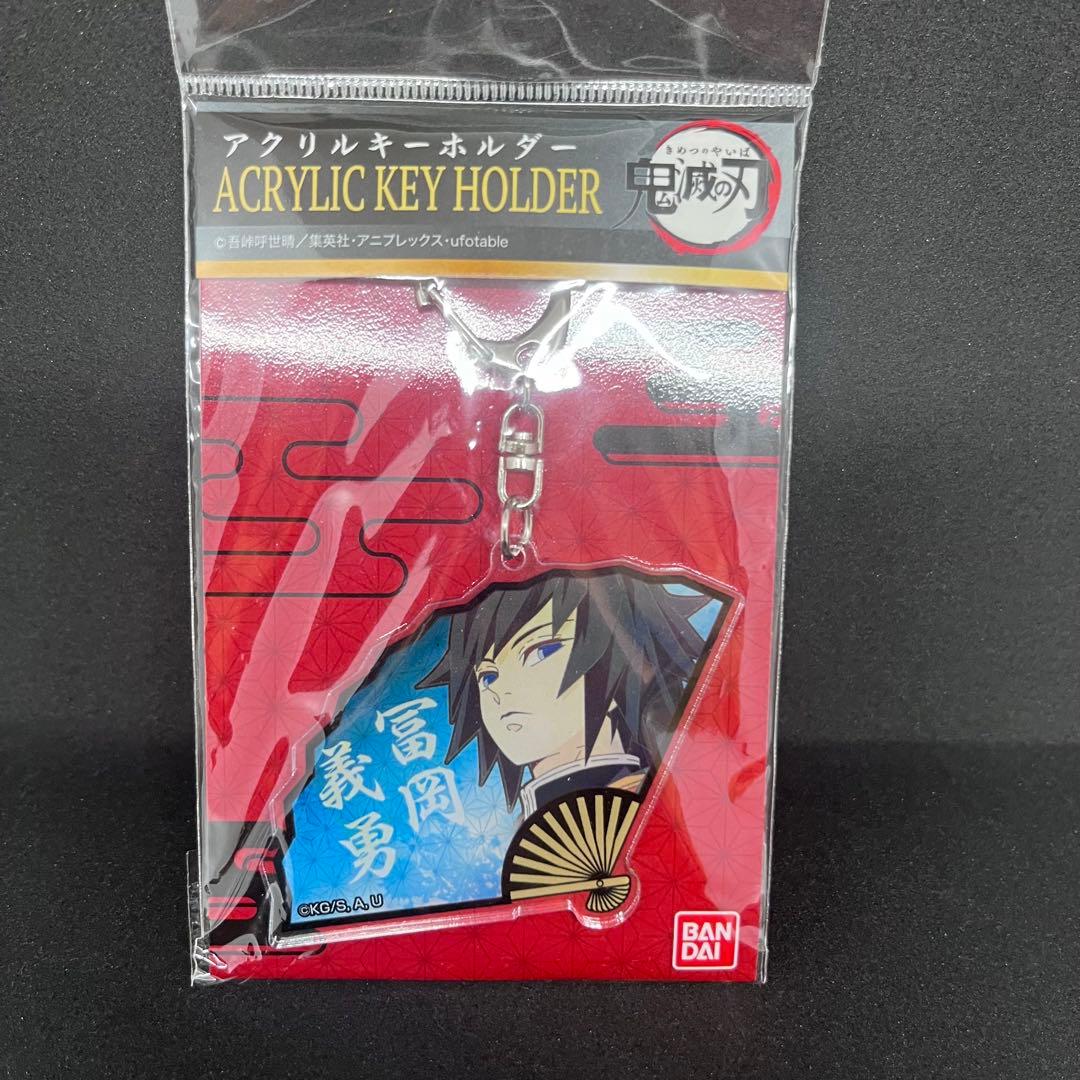 アクリルキーホルダー
ACRYLIC KEY HOLDER
きめつのやいば
鬼滅の刃
©吾峠呼世晴／集英社・アニプレックス・ufotable
冨岡
義勇
©KG/S, A, U
BAN
DAI